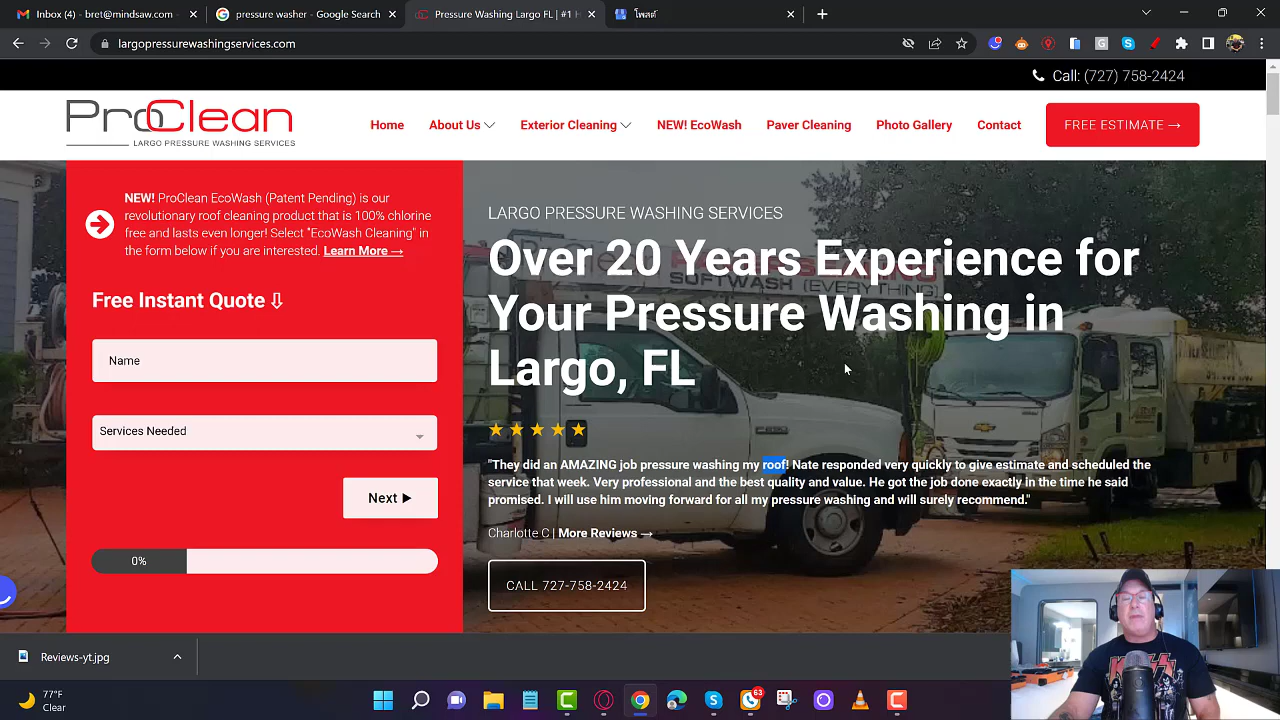 Inbox (4) - bret@mindsaw.com
pressure washer - Google Search
Pressure Washing Largo FL | #1 H
largopressurewashingservices.com
Call: (727) 758-2424
ProClean
LARGO PRESSURE WASHING SERVICES
Home
About Us
Exterior Cleaning
NEW! EcoWash
Paver Cleaning
Photo Gallery
Contact
FREE ESTIMATE →
NEW! ProClean EcoWash (Patent Pending) is our
revolutionary roof cleaning product that is 100% chlorine
free and lasts even longer! Select "EcoWash Cleaning" in
the form below if you are interested. Learn More →
Free Instant Quote ⇩
Name
Services Needed
Next ▶
0%
LARGO PRESSURE WASHING SERVICES
Over 20 Years Experience for
Your Pressure Washing in
Largo, FL
"They did an AMAZING job pressure washing my roof! Nate responded very quickly to give estimate and scheduled the
service that week. Very professional and the best quality and value. He got the job done exactly in the time he said
promised. I will use him moving forward for all my pressure washing and will surely recommend."
Charlotte C | More Reviews →
CALL 727-758-2424
SOFTWASH (EVERYTHING)
KISS
Reviews-yt.jpg
77°F
Clear
63